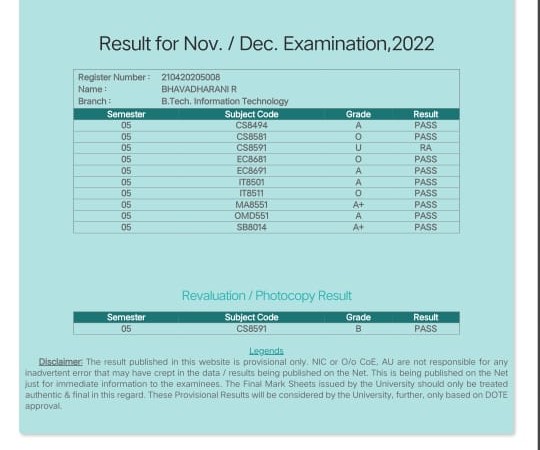 Result for Nov. / Dec. Examination,2022
Register Number : 210420205008
Name : BHAVADHARANI R
Branch : B.Tech. Information Technology
Semester Subject Code Grade Result
05 CS8494 A PASS
05 CS8581 O PASS
05 CS8591 U RA
05 EC8681 O PASS
05 EC8691 A PASS
05 IT8501 A PASS
05 IT8511 O PASS
05 MA8551 A+ PASS
05 OMD551 A PASS
05 SB8014 A+ PASS
Revaluation / Photocopy Result
Semester Subject Code Grade Result
05 CS8591 B PASS
Legends
Disclaimer: The result published in this website is provisional only. NIC or O/o CoE, AU are not responsible for any
inadvertent error that may have crept in the data / results being published on the Net. This is being published on the Net
just for immediate information to the examinees. The Final Mark Sheets issued by the University should only be treated
authentic & final in this regard. These Provisional Results will be considered by the University, further, only based on DOTE
approval.